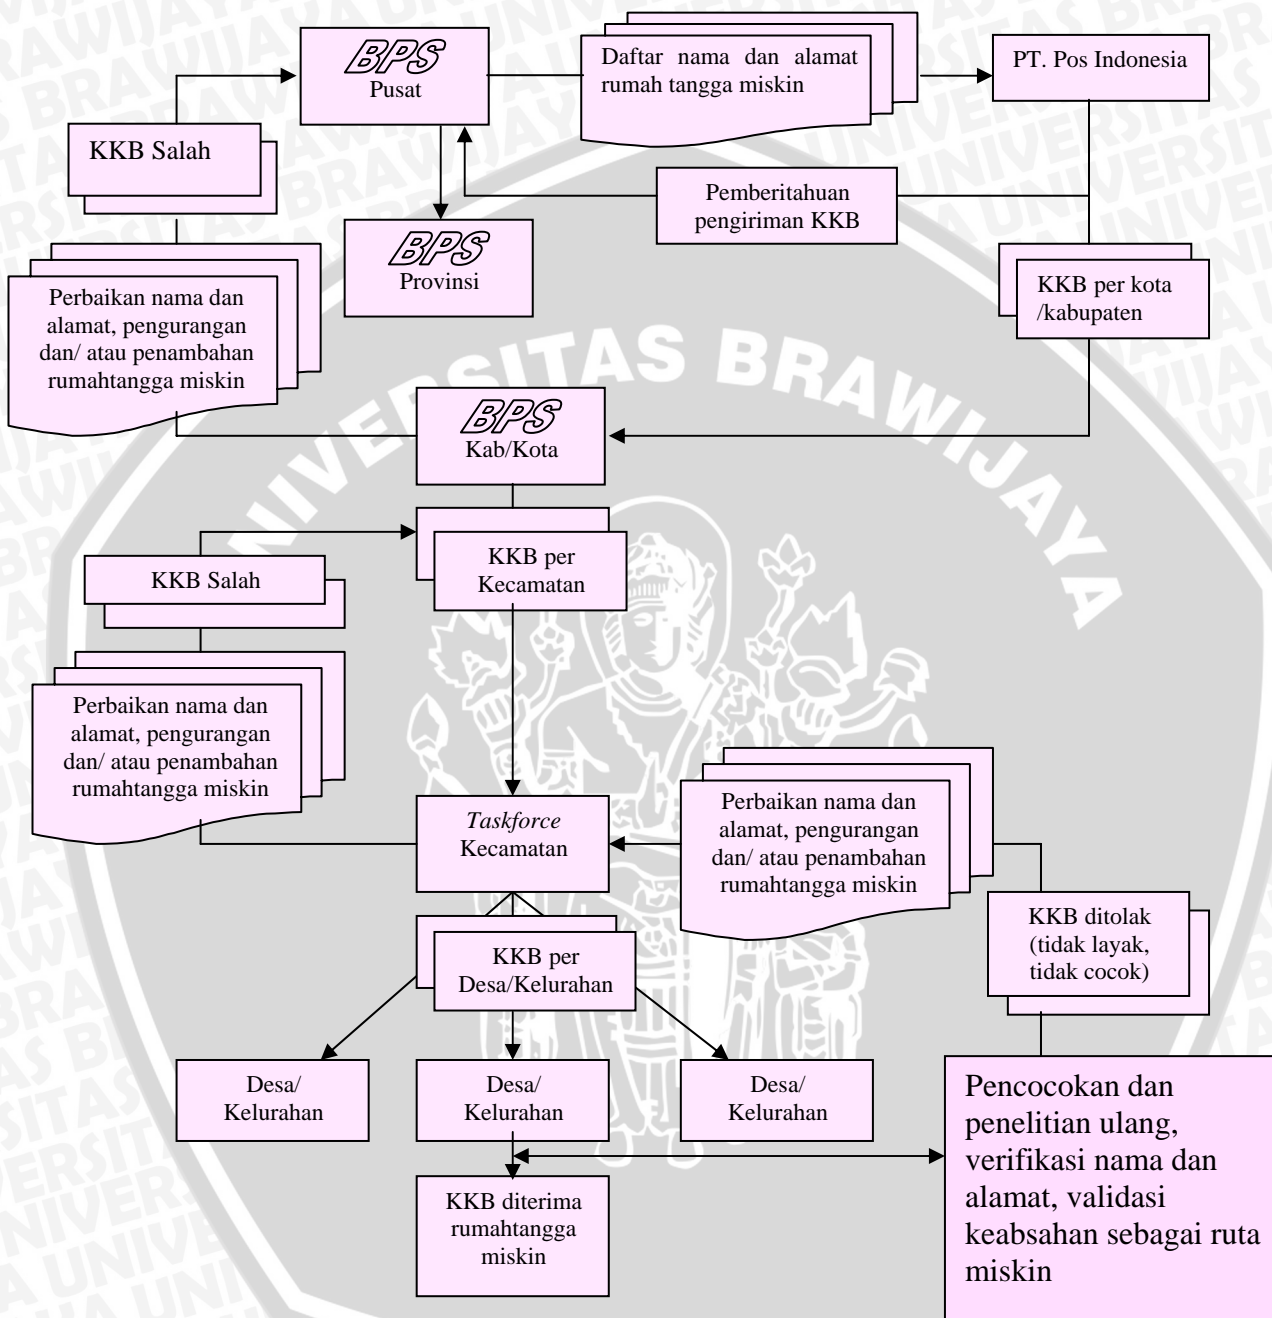 BPS
Pusat
Daftar nama dan alamat
rumah tangga miskin
PT. Pos Indonesia
KKB Salah
Pemberitahuan
pengiriman KKB
BPS
Provinsi
KKB per kota
/kabupaten
Perbaikan nama dan
alamat, pengurangan
dan/ atau penambahan
rumahtangga miskin
BPS
Kab/Kota
KKB per
Kecamatan
KKB Salah
Perbaikan nama dan
alamat, pengurangan
dan/ atau penambahan
rumahtangga miskin
Taskforce
Kecamatan
Perbaikan nama dan
alamat, pengurangan
dan/ atau penambahan
rumahtangga miskin
KKB ditolak
(tidak layak,
tidak cocok)
KKB per
Desa/Kelurahan
Desa/
Kelurahan
Desa/
Kelurahan
Desa/
Kelurahan
Pencocokan dan
penelitian ulang,
verifikasi nama dan
alamat, validasi
keabsahan sebagai ruta
miskin
KKB diterima
rumahtangga
miskin